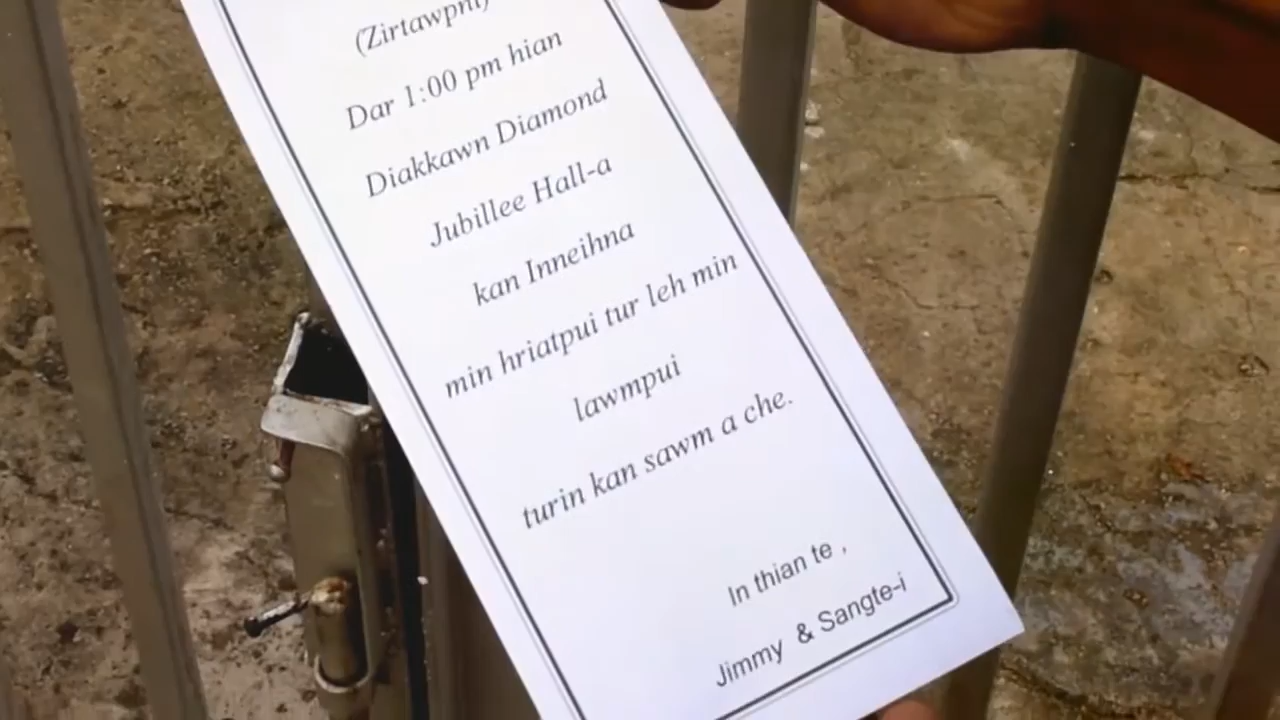 (Zirtawpni)
Dar 1:00 pm hian
Diakkawn Diamond
Jubillee Hall-a
kan Inneihna
min hriatpui tur leh min
lawmpui
turin kan sawm a che.
In thian te ,
Jimmy & Sangte-i